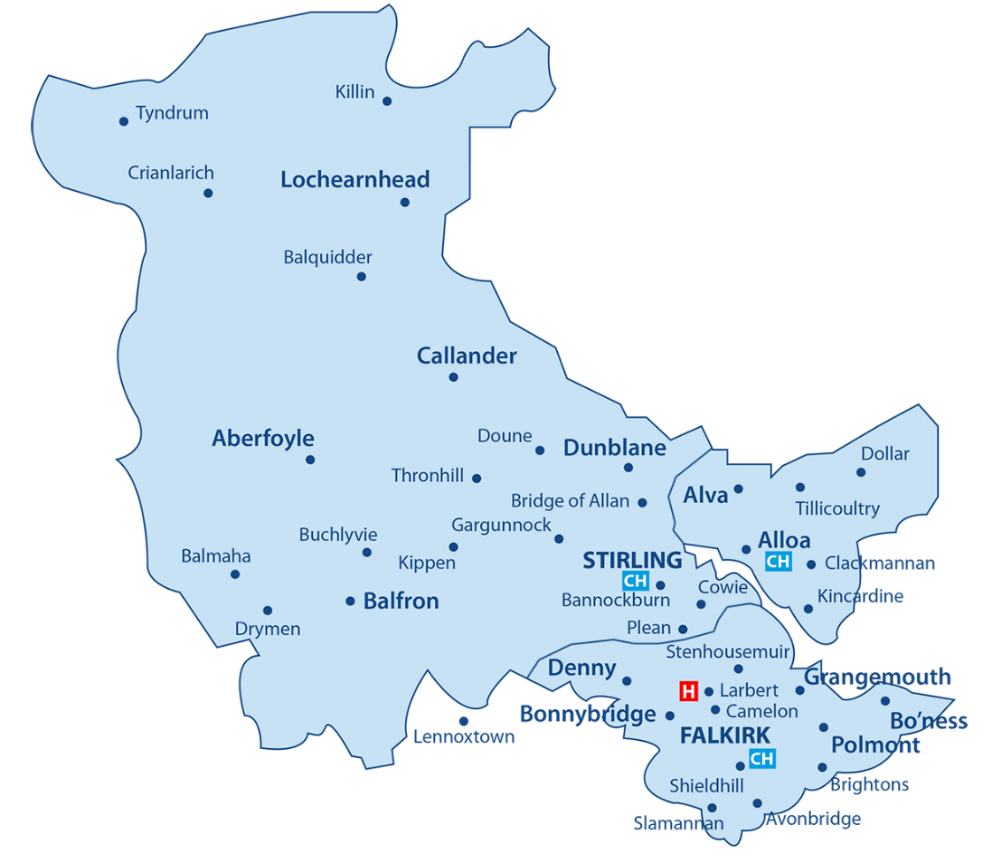 Killin
Tyndrum
Crianlarich
Lochearnhead
Balquidder
Callander
Aberfoyle
Doune
Dunblane
Dollar
Thronhill
Alva
Bridge of Allan
Tillicoultry
Gargunnock
Buchlyvie
Alloa
Balmaha
Kippen
STIRLING
CH
Clackmannan
CH
Cowie
Kincardine
Balfron
Bannockburn
Drymen
Plean
Stenhousemuir
Denny
Grangemouth
H
Larbert
Bonnybridge
Camelon
Bo'ness
Lennoxtown
FALKIRK
Polmont
CH
Shieldhill
Brightons
Slamannan
Avonbridge